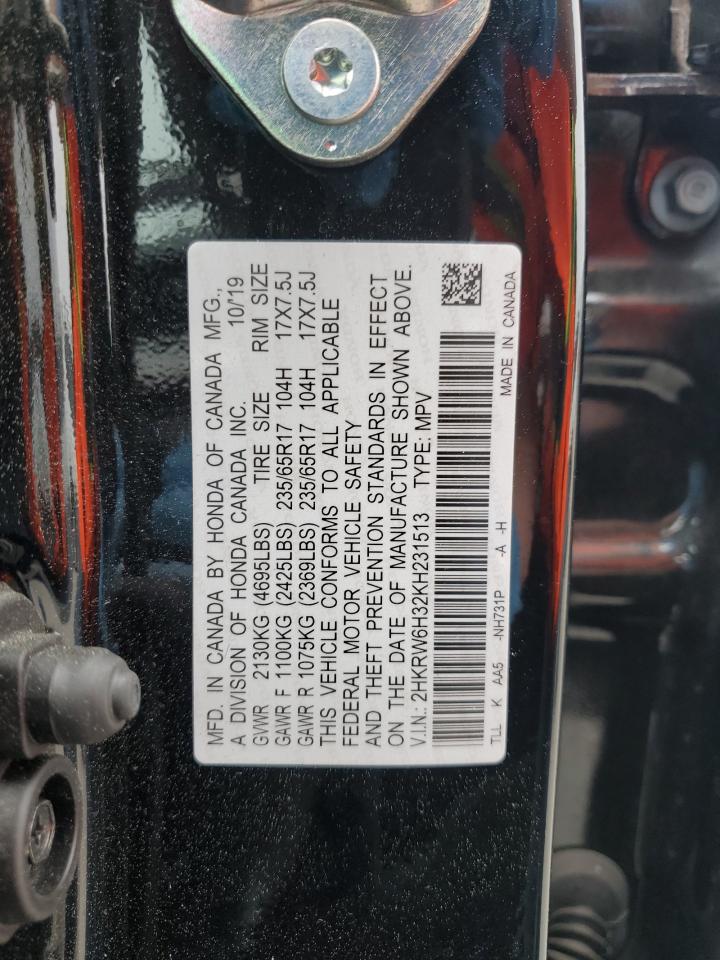 MFD. IN CANADA BY HONDA OF CANADA MFG.,
A DIVISION OF HONDA CANADA INC. 10/19
GVWR 2130KG (4695LBS) TIRE SIZE RIM SIZE
GAWR F 1100KG (2425LBS) 235/65R17 104H 17X7.5J
GAWR R 1075KG (2369LBS) 235/65R17 104H 17X7.5J
THIS VEHICLE CONFORMS TO ALL APPLICABLE
FEDERAL MOTOR VEHICLE SAFETY
AND THEFT PREVENTION STANDARDS IN EFFECT
ON THE DATE OF MANUFACTURE SHOWN ABOVE.
V.I.N.: 2HKRW6H32KH231513 TYPE: MPV
TLL K AA5 -NH731P -A -H MADE IN CANADA